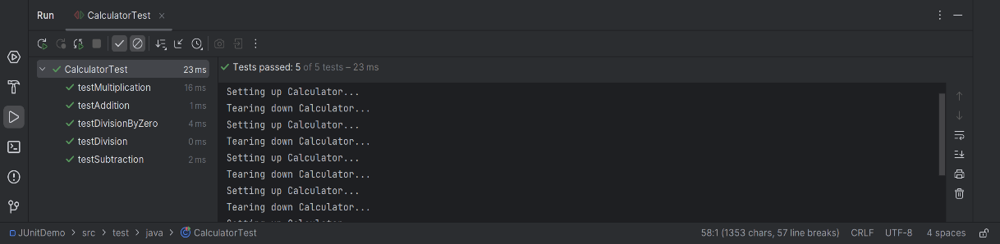 Run CalculatorTest
CalculatorTest 23 ms
testMultiplication 16 ms
testAddition 1 ms
testDivisionByZero 4 ms
testDivision 0 ms
testSubtraction 2 ms
Tests passed: 5 of 5 tests – 23 ms
Setting up Calculator...
Tearing down Calculator...
Setting up Calculator...
Tearing down Calculator...
Setting up Calculator...
Tearing down Calculator...
Setting up Calculator...
Tearing down Calculator...
Setting up Calculator...
JUnitDemo > src > test > java > CalculatorTest 58:1 (1353 chars, 57 line breaks) CRLF UTF-8 4 spaces